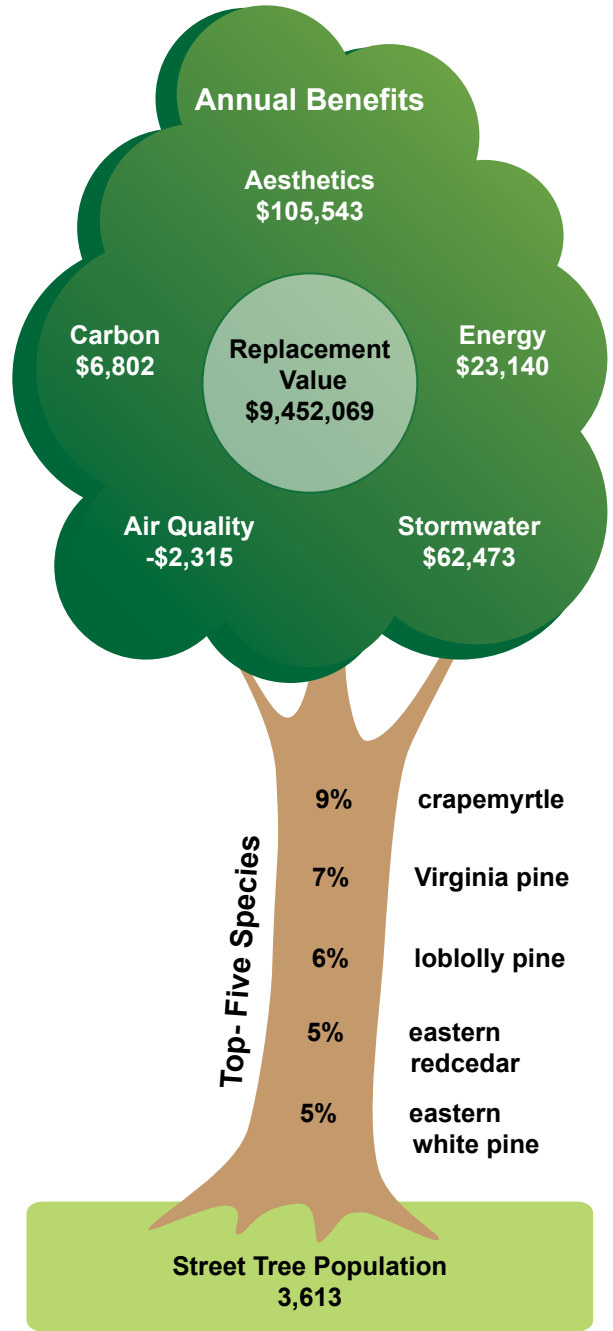 Annual Benefits
Aesthetics
$105,543
Carbon
$6,802
Replacement
Value
$9,452,069
Energy
$23,140
Air Quality
-$2,315
Stormwater
$62,473
Top- Five Species
9% crapemyrtle
7% Virginia pine
6% loblolly pine
5% eastern
redcedar
5% eastern
white pine
Street Tree Population
3,613